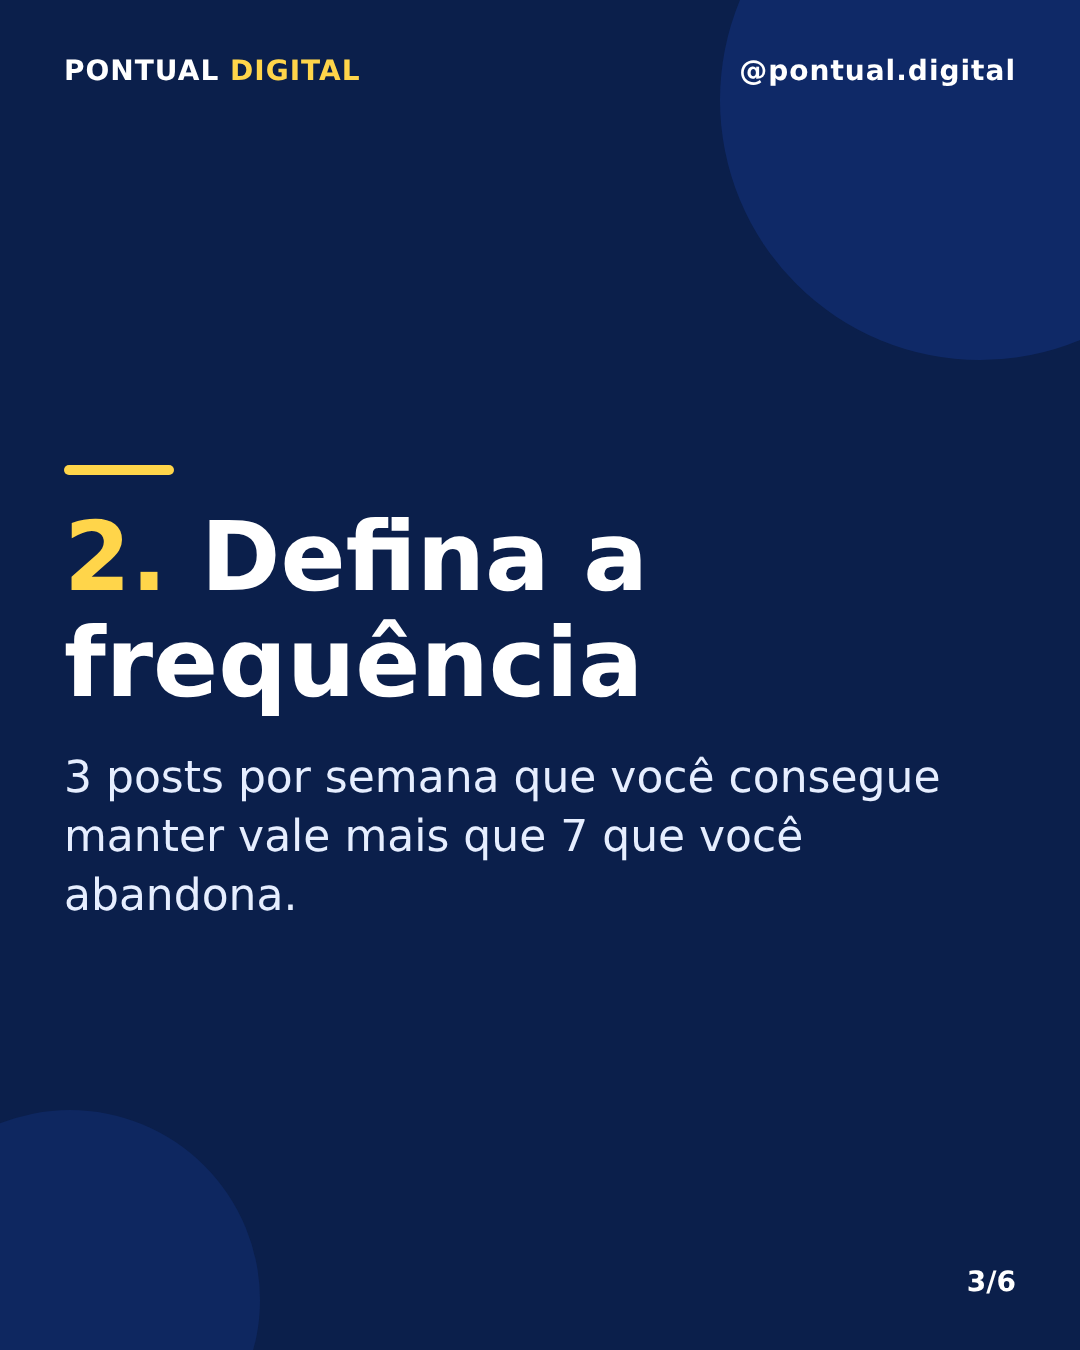 PONTUAL DIGITAL
@pontual.digital
2. Defina a
frequência
3 posts por semana que você consegue
manter vale mais que 7 que você
abandona.
3/6